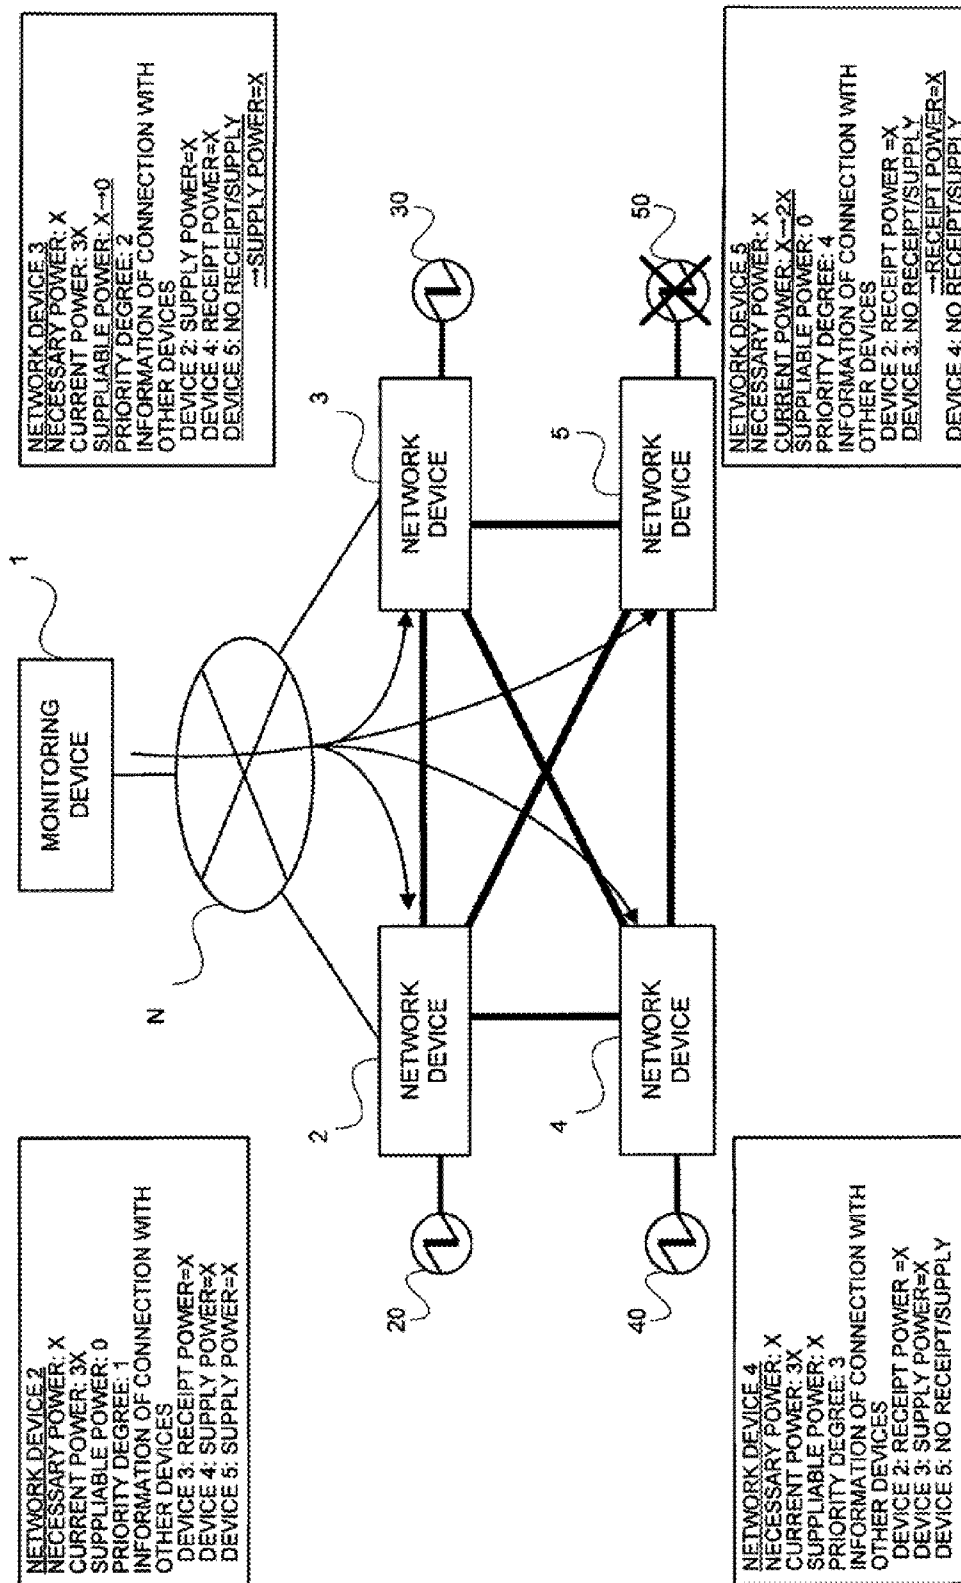 NETWORK DEVICE 2
NECESSARY POWER: X
CURRENT POWER: 3X
SUPPLIABLE POWER: 0
PRIORITY DEGREE: 1
INFORMATION OF CONNECTION WITH
OTHER DEVICES
DEVICE 3: RECEIPT POWER=X
DEVICE 4: SUPPLY POWER=X
DEVICE 5: SUPPLY POWER=X
MONITORING
DEVICE
1
N
NETWORK DEVICE 3
NECESSARY POWER: X
CURRENT POWER: 3X
SUPPLIABLE POWER: X→0
PRIORITY DEGREE: 2
INFORMATION OF CONNECTION WITH
OTHER DEVICES
DEVICE 2: SUPPLY POWER=X
DEVICE 4: RECEIPT POWER=X
DEVICE 5: NO RECEIPT/SUPPLY
→SUPPLY POWER=X
20
2
NETWORK
DEVICE
3
NETWORK
DEVICE
30
40
4
NETWORK
DEVICE
5
NETWORK
DEVICE
50
NETWORK DEVICE 4
NECESSARY POWER: X
CURRENT POWER: 3X
SUPPLIABLE POWER: X
PRIORITY DEGREE: 3
INFORMATION OF CONNECTION WITH
OTHER DEVICES
DEVICE 2: RECEIPT POWER =X
DEVICE 3: SUPPLY POWER=X
DEVICE 5: NO RECEIPT/SUPPLY
NETWORK DEVICE 5
NECESSARY POWER: X
CURRENT POWER: X→2X
SUPPLIABLE POWER: 0
PRIORITY DEGREE: 4
INFORMATION OF CONNECTION WITH
OTHER DEVICES
DEVICE 2: RECEIPT POWER =X
DEVICE 3: NO RECEIPT/SUPPLY
→RECEIPT POWER=X
DEVICE 4: NO RECEIPT/SUPPLY